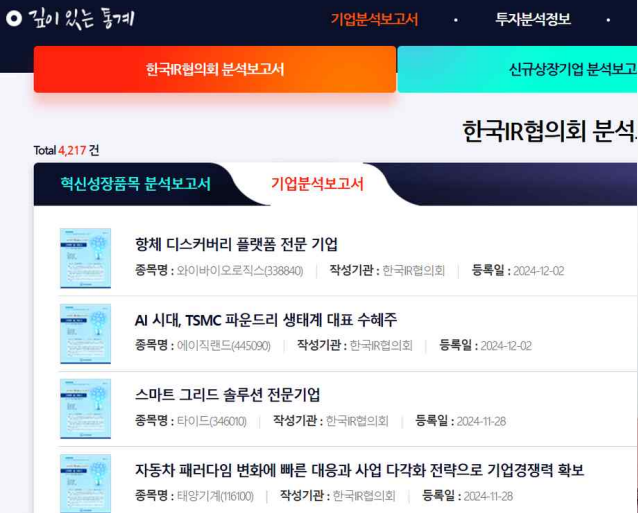 깊이 있는 통계
기업분석보고서 · 투자분석정보 ·
한국IR협의회 분석보고서
신규상장기업 분석보고
한국IR협의회 분석
Total 4,217 건
혁신성장품목 분석보고서
기업분석보고서
항체 디스커버리 플랫폼 전문 기업
종목명 : 와이바이오로직스(338840) | 작성기관 : 한국IR협의회 | 등록일 : 2024-12-02
AI 시대, TSMC 파운드리 생태계 대표 수혜주
종목명 : 에이직랜드(445090) | 작성기관 : 한국IR협의회 | 등록일 : 2024-12-02
스마트 그리드 솔루션 전문기업
종목명 : 타이드(346010) | 작성기관 : 한국IR협의회 | 등록일 : 2024-11-28
자동차 패러다임 변화에 빠른 대응과 사업 다각화 전략으로 기업경쟁력 확보
종목명 : 태양기계(116100) | 작성기관 : 한국IR협의회 | 등록일 : 2024-11-28